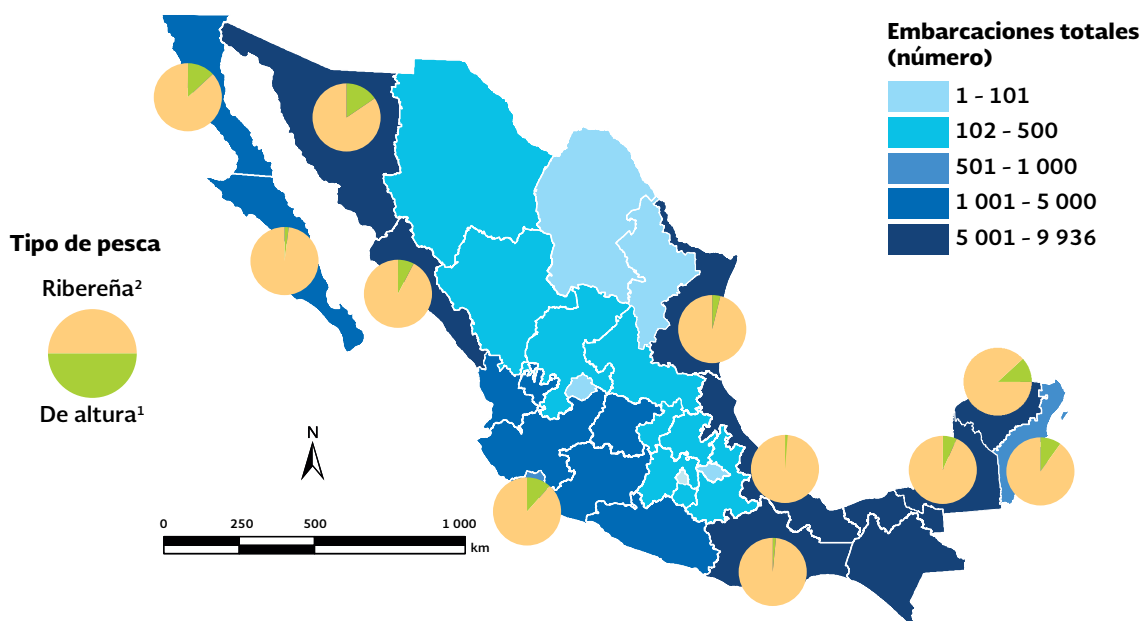 Embarcaciones totales
(número)
1 - 101
102 - 500
501 - 1 000
1 001 - 5 000
5 001 - 9 936
Tipo de pesca
Ribereña²
De altura¹
N
0 250 500 1 000
km